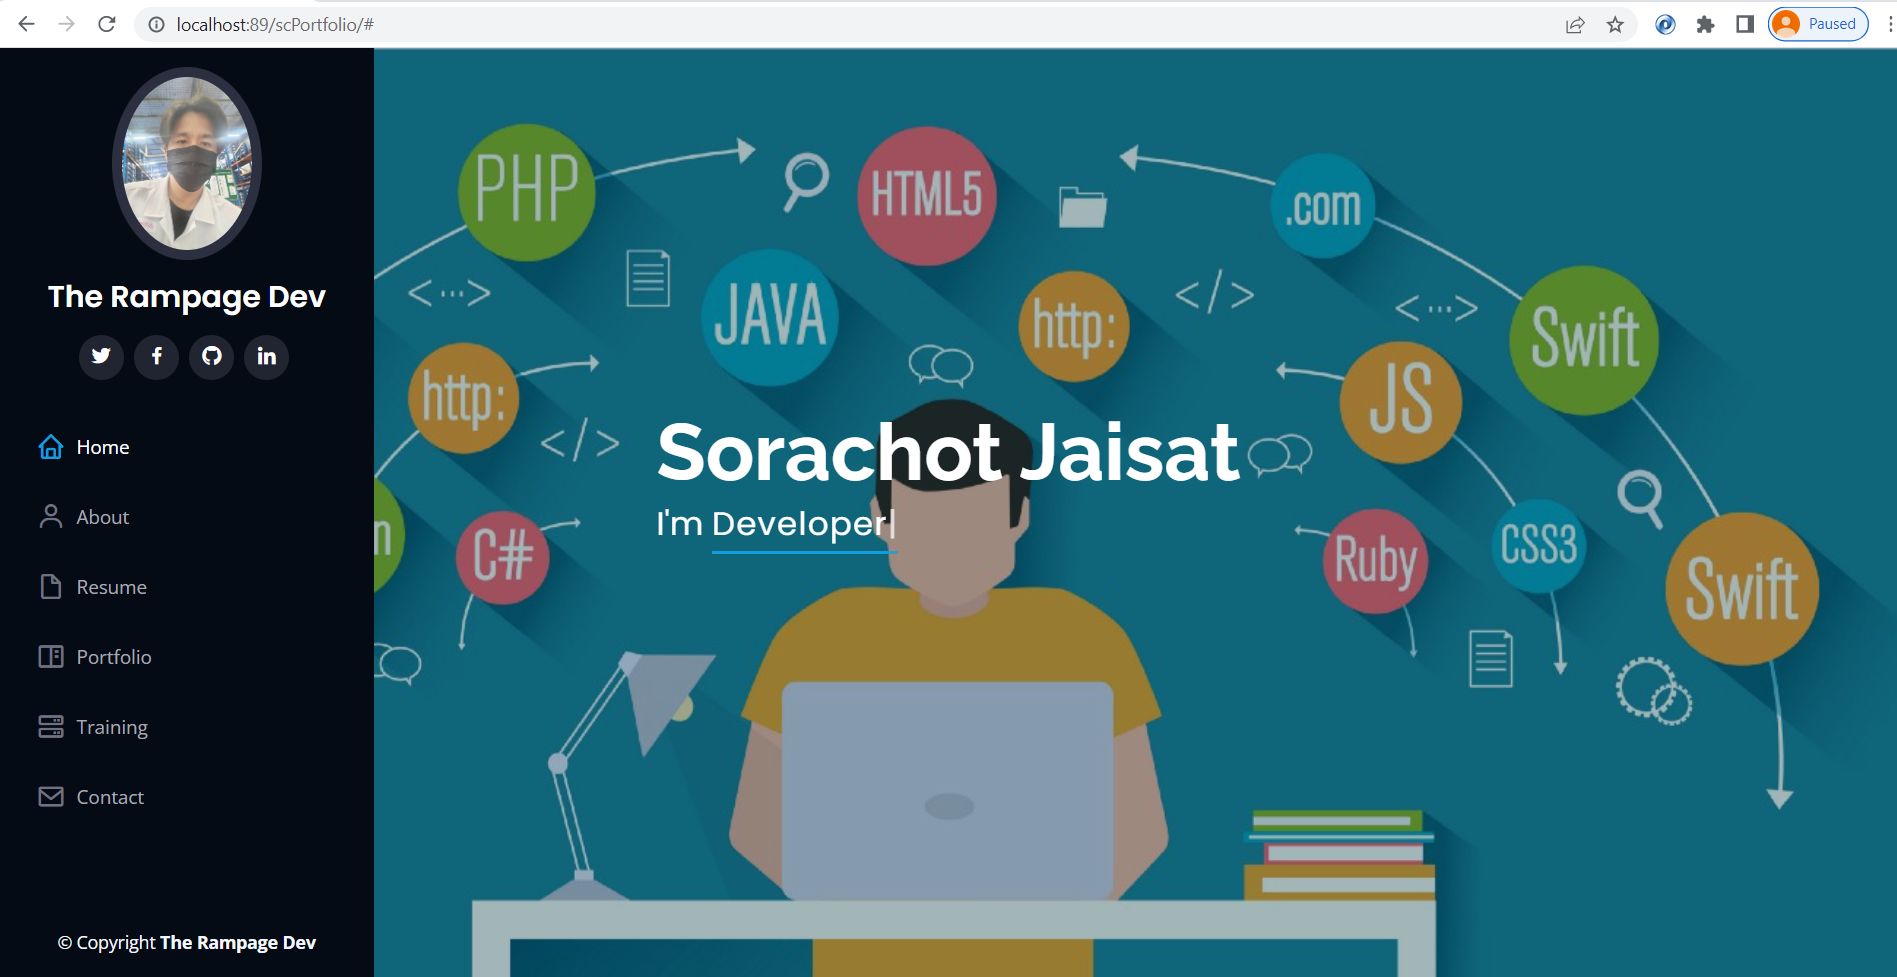 localhost:89/scPortfolio/#
Paused
The Rampage Dev
Home
About
Resume
Portfolio
Training
Contact
© Copyright The Rampage Dev
PHP
HTML5
.com
JAVA
http:
Swift
http:
JS
Sorachot Jaisat
I'm Developer|
C#
Ruby
CSS3
Swift